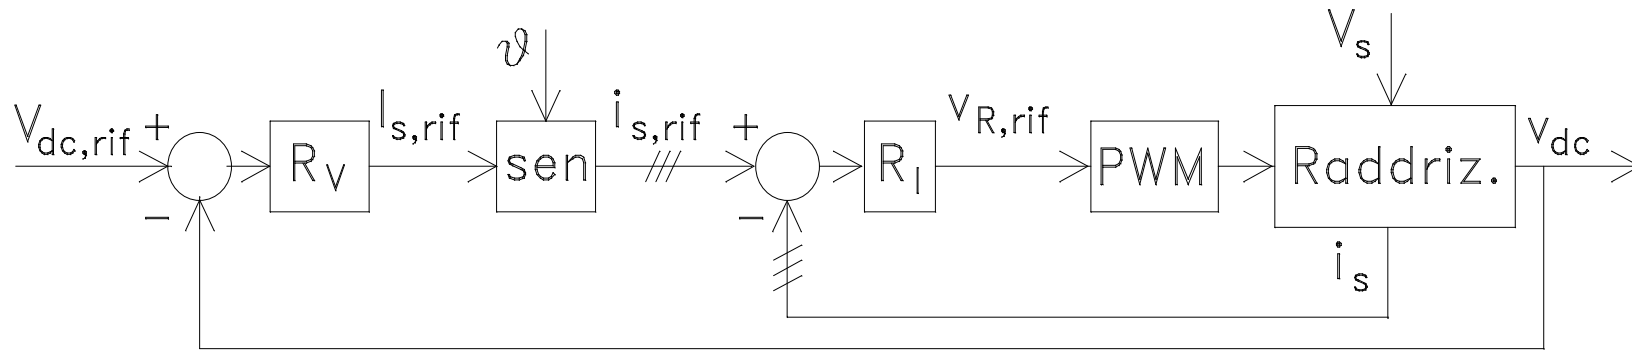 V_dc,rif
+
−
R_V
I_s,rif
ϑ
sen
i_s,rif
+
−
R_I
v_R,rif
PWM
V_s
Raddriz.
v_dc
i_s